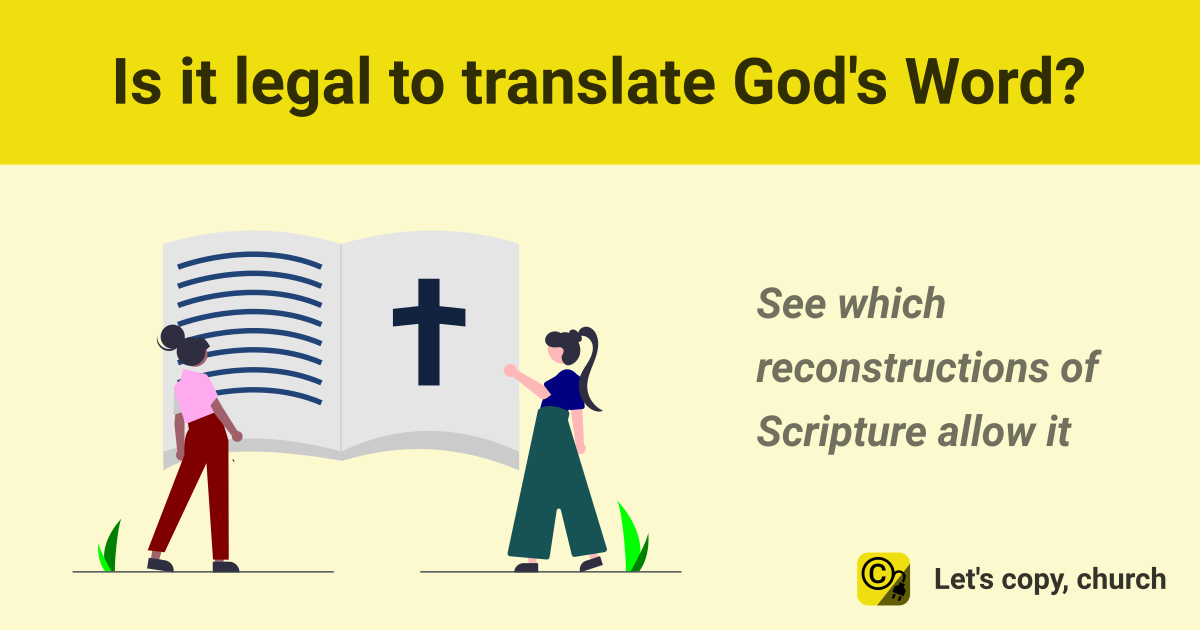 Is it legal to translate God's Word?
See which
reconstructions of
Scripture allow it
©
Let's copy, church